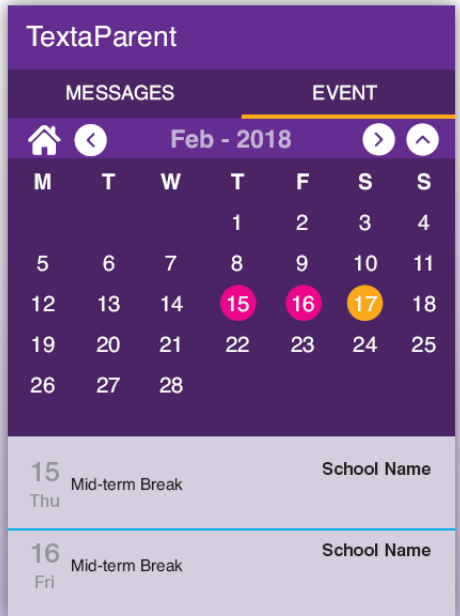 TextaParent
MESSAGES EVENT
Feb - 2018
M T W T F S S
1 2 3 4
5 6 7 8 9 10 11
12 13 14 15 16 17 18
19 20 21 22 23 24 25
26 27 28
15 School Name
Mid-term Break
Thu
16 School Name
Mid-term Break
Fri